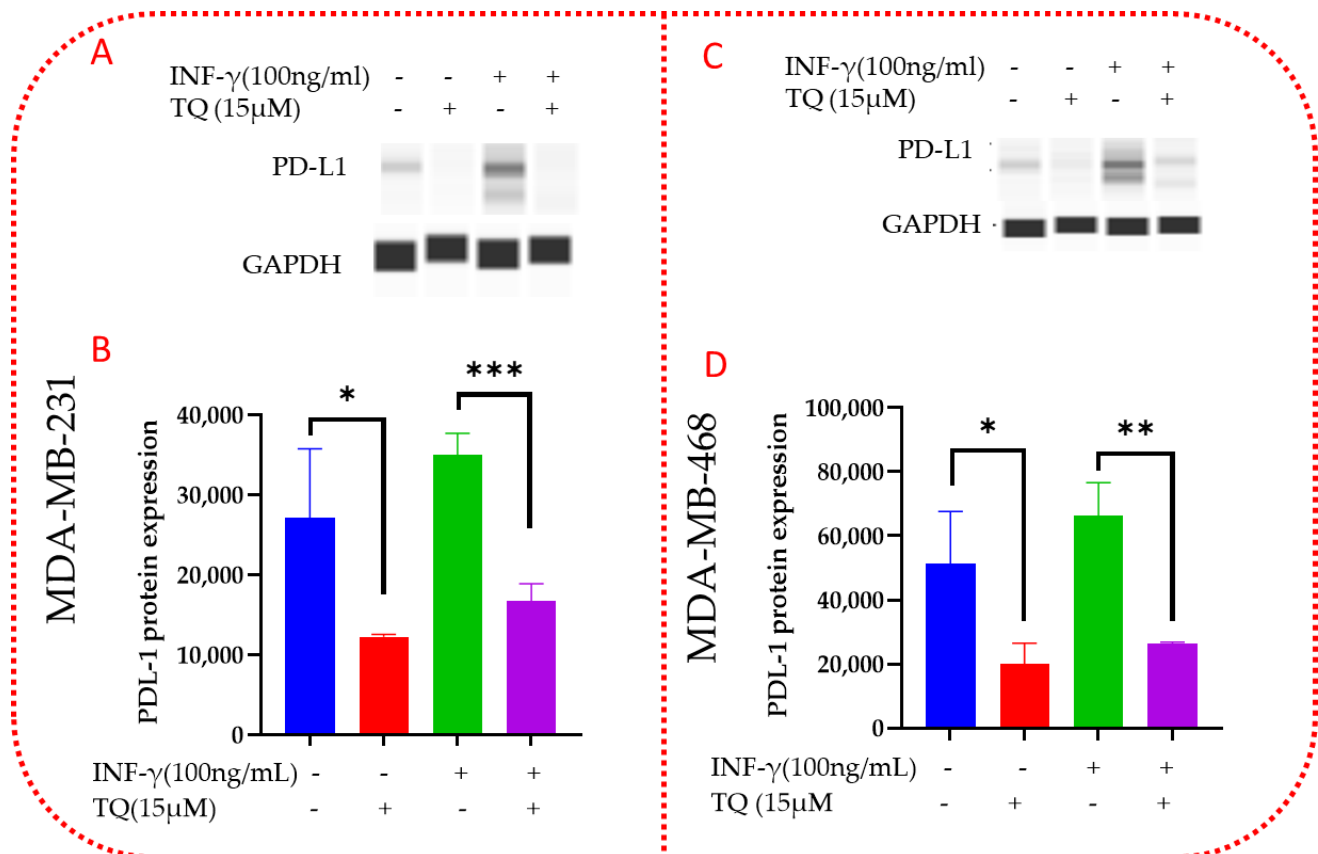 A
INF-γ(100ng/ml) - - + +
TQ (15µM) - + - +
PD-L1
GAPDH
C
INF-γ(100ng/ml) - - + +
TQ (15µM) - + - +
PD-L1
GAPDH
B
MDA-MB-231
PDL-1 protein expression
40,000
30,000
20,000
10,000
0
* ***
INF-γ(100ng/mL) - - + +
TQ(15µM) - + - +
D
MDA-MB-468
PDL-1 protein expression
100,000
80,000
60,000
40,000
20,000
0
* **
INF-γ(100ng/mL) - - + +
TQ (15µM - + - +